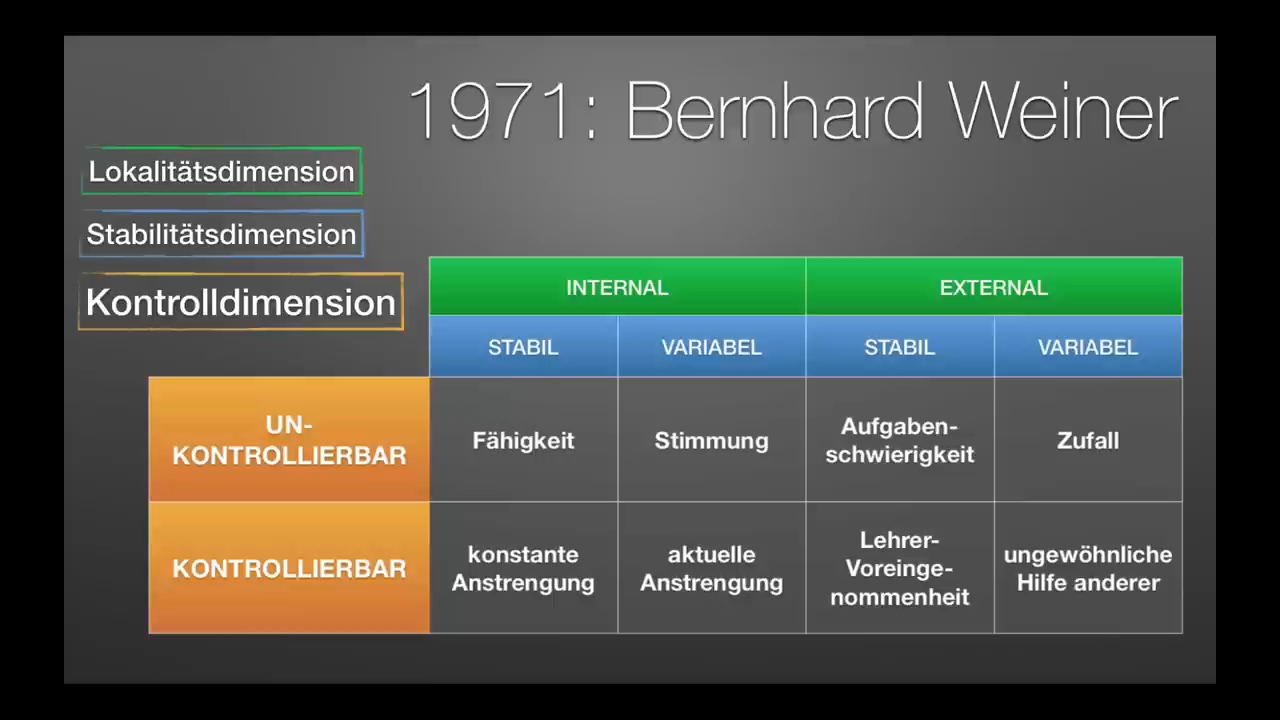 1971: Bernhard Weiner
Lokalitätsdimension
Stabilitätsdimension
Kontrolldimension
INTERNAL EXTERNAL
STABIL VARIABEL STABIL VARIABEL
UN-
KONTROLLIERBAR
Fähigkeit
Stimmung
Aufgaben-
schwierigkeit
Zufall
KONTROLLIERBAR
konstante
Anstrengung
aktuelle
Anstrengung
Lehrer-
Voreinge-
nommenheit
ungewöhnliche
Hilfe anderer